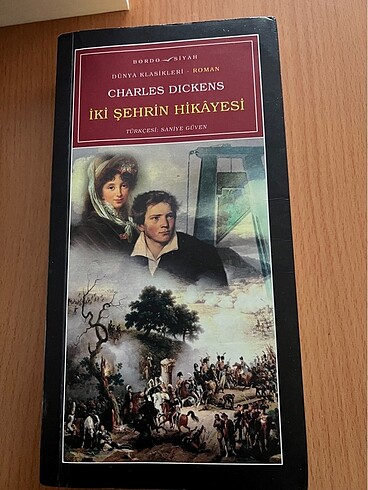 BORDO SİYAH
DÜNYA KLASİKLERİ - ROMAN
CHARLES DICKENS
İKİ ŞEHRİN HİKÂYESİ
TÜRKÇESİ: SANİYE GÜVEN